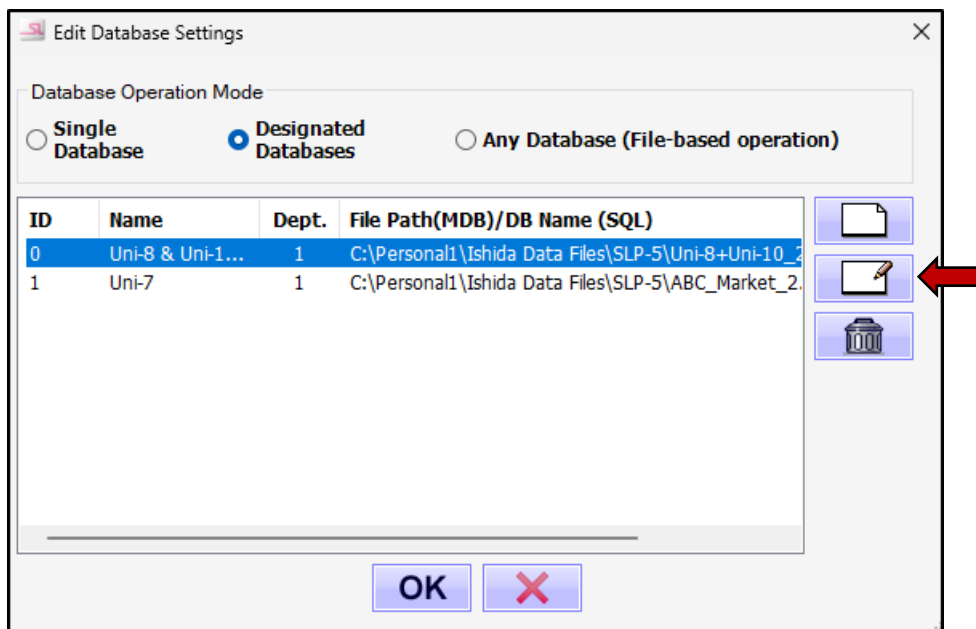 SL Edit Database Settings
Database Operation Mode
Single Database
Designated Databases
Any Database (File-based operation)
ID Name Dept. File Path(MDB)/DB Name (SQL)
0 Uni-8 & Uni-1... 1 C:\Personal1\Ishida Data Files\SLP-5\Uni-8+Uni-10_2
1 Uni-7 1 C:\Personal1\Ishida Data Files\SLP-5\ABC_Market_2.
OK